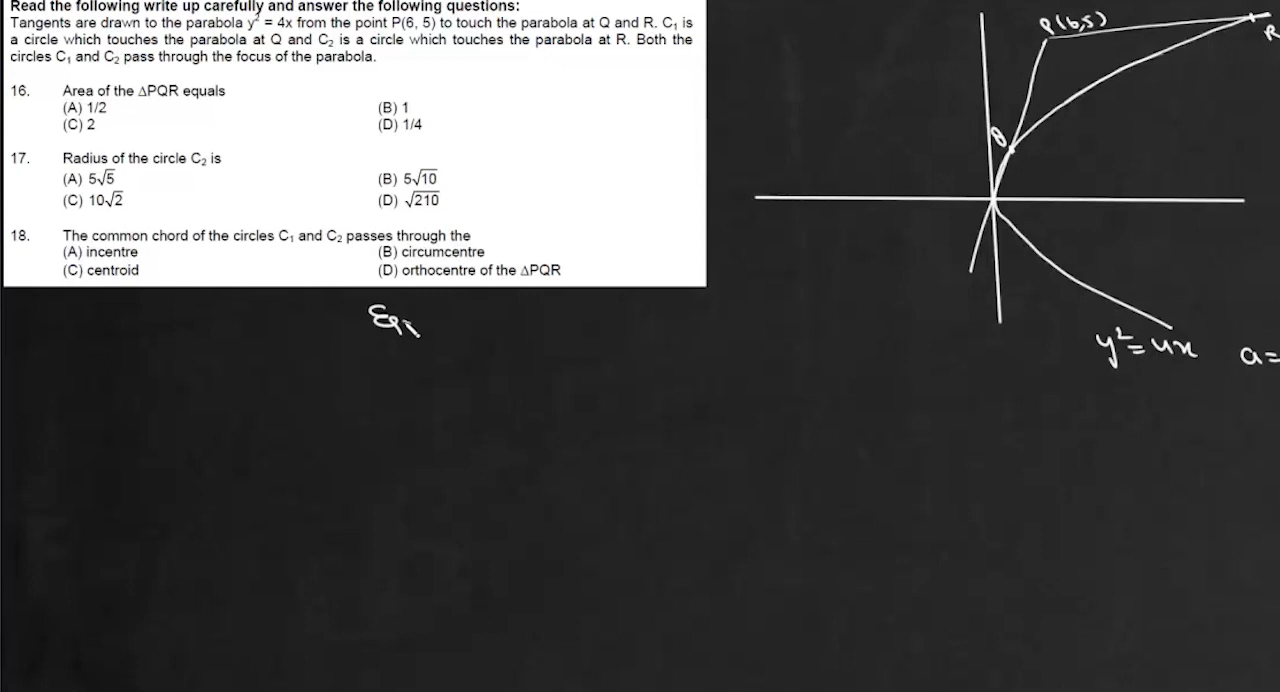 Read the following write up carefully and answer the following questions:
Tangents are drawn to the parabola y² = 4x from the point P(6, 5) to touch the parabola at Q and R. C₁ is
a circle which touches the parabola at Q and C₂ is a circle which touches the parabola at R. Both the
circles C₁ and C₂ pass through the focus of the parabola.
16. Area of the ΔPQR equals
(A) 1/2 (B) 1
(C) 2 (D) 1/4
17. Radius of the circle C₂ is
(A) 5√5 (B) 5√10
(C) 10√2 (D) √210
18. The common chord of the circles C₁ and C₂ passes through the
(A) incentre (B) circumcentre
(C) centroid (D) orthocentre of the ΔPQR
P(6,5)
R
Q
y²=4x a=